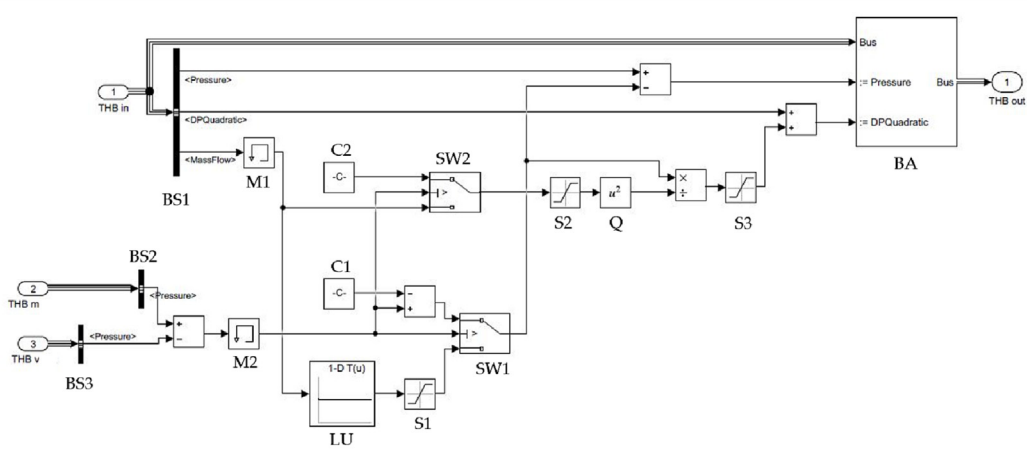 Bus
<Pressure>
+
−
1
THB in
:= Pressure
Bus
1
THB out
<DPQuadratic>
+
+
:= DPQuadratic
BA
<MassFlow>
BS1
M1
C2
-C-
SW2
>
S2
u²
Q
×
÷
S3
BS2
2
THB m
<Pressure>
C1
-C-
−
+
3
THB v
<Pressure>
BS3
+
−
M2
>
SW1
1-D T(u)
LU
S1